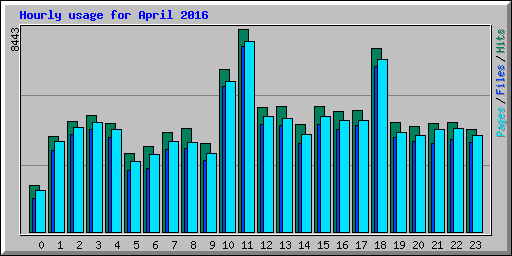 Hourly usage for April 2016
8443
Pages / Files / Hits
0 1 2 3 4 5 6 7 8 9 10 11 12 13 14 15 16 17 18 19 20 21 22 23